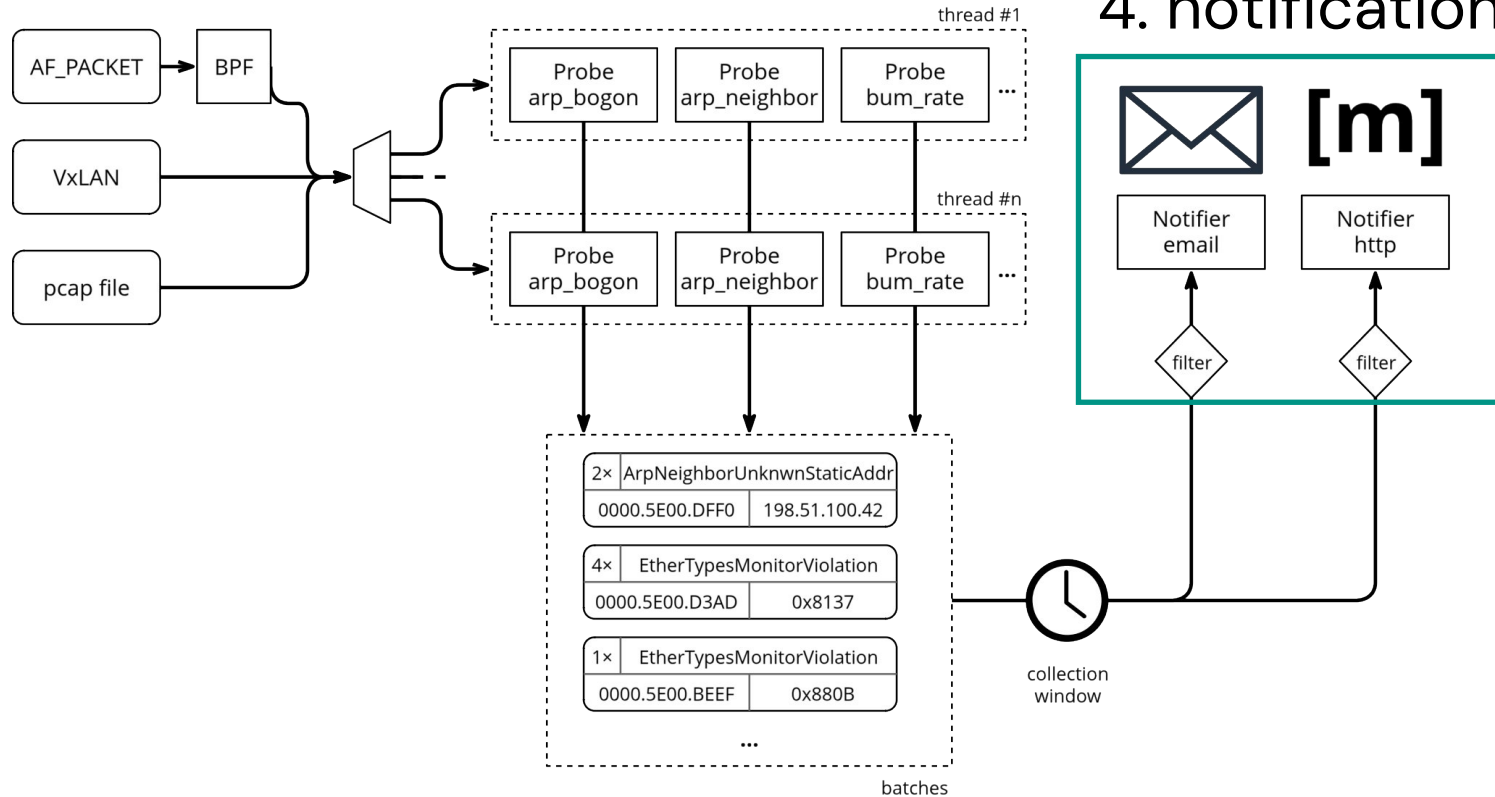 4. notification
thread #1
AF_PACKET
BPF
Probe
arp_bogon
Probe
arp_neighbor
Probe
bum_rate
...
[m]
VxLAN
thread #n
Notifier
email
Notifier
http
Probe
arp_bogon
Probe
arp_neighbor
Probe
bum_rate
...
pcap file
filter
filter
2× ArpNeighborUnknwnStaticAddr
0000.5E00.DFF0 198.51.100.42
4× EtherTypesMonitorViolation
0000.5E00.D3AD 0x8137
1× EtherTypesMonitorViolation
0000.5E00.BEEF 0x880B
...
collection
window
batches